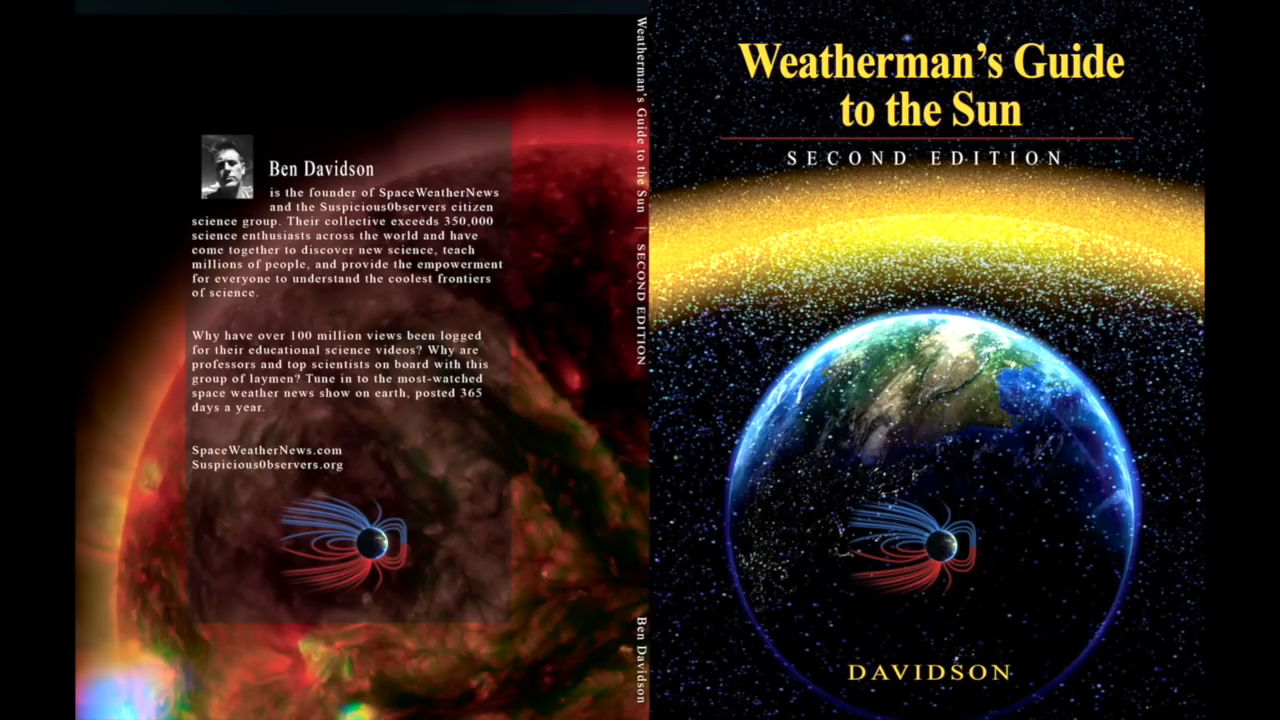 Ben Davidson
is the founder of SpaceWeatherNews
and the Suspicious0bservers citizen
science group. Their collective exceeds 350,000
science enthusiasts across the world and have
come together to discover new science, teach
millions of people, and provide the empowerment
for everyone to understand the coolest frontiers
of science.
Why have over 100 million views been logged
for their educational science videos? Why are
professors and top scientists on board with this
group of laymen? Tune in to the most-watched
space weather news show on earth, posted 365
days a year.
SpaceWeatherNews.com
Suspicious0bservers.org
Weatherman's Guide to the Sun | SECOND EDITION Ben Davidson
Weatherman's Guide
to the Sun
SECOND EDITION
DAVIDSON